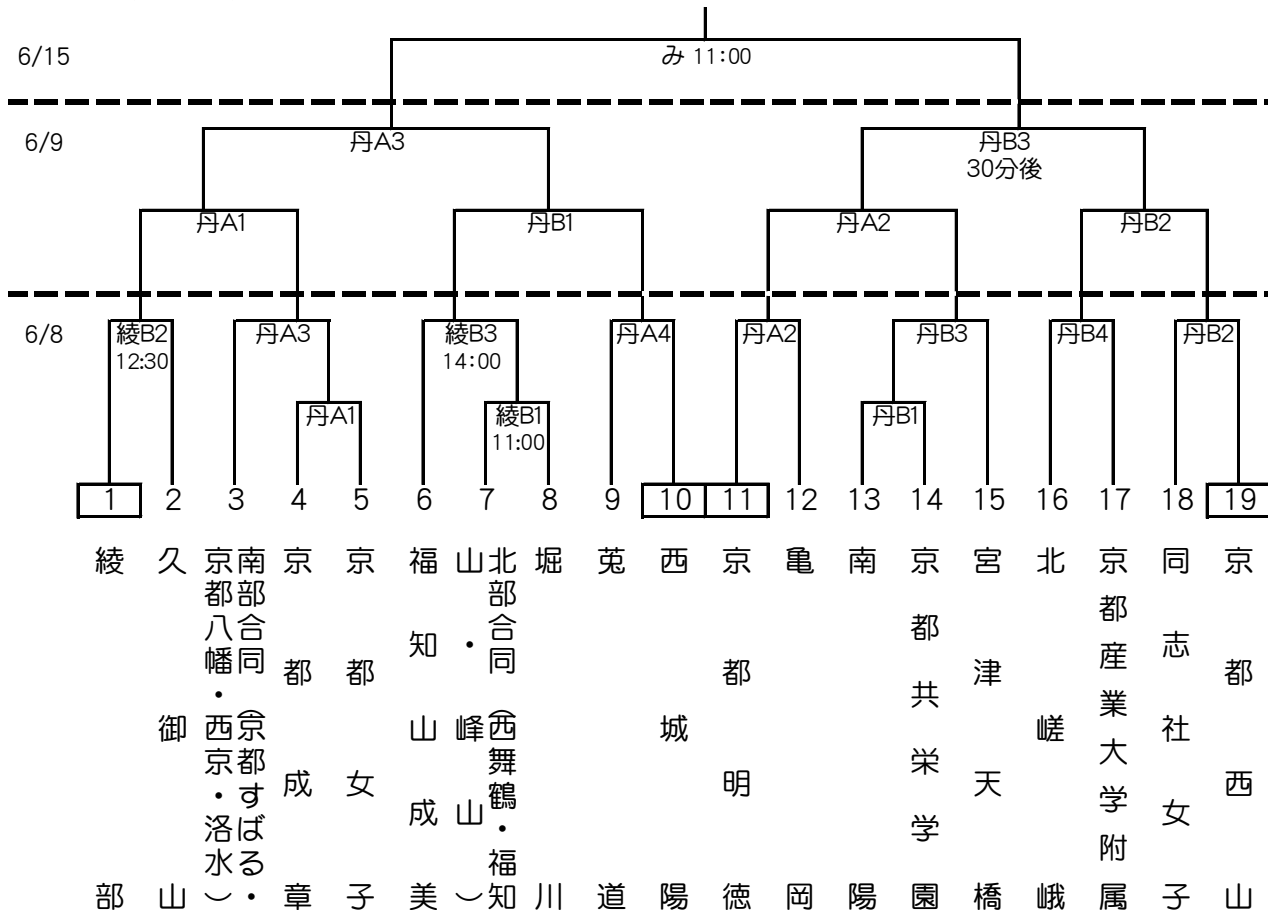 6/15
み 11:00
6/9
丹A3
丹B3
30分後
丹A1
丹B1
丹A2
丹B2
6/8
綾B2
12:30
丹A3
綾B3
14:00
丹A4
丹A2
丹B3
丹B4
丹B2
丹A1
綾B1
11:00
丹B1
1
2
3
4
5
6
7
8
9
10
11
12
13
14
15
16
17
18
19
綾部
久御山
南部合同（京都すばる・
京都八幡・西京・洛水）
京都成章
京都女子
福知山成美
北部合同（西舞鶴・福知
山・峰山）
堀川
莵道
西城陽
京都明徳
亀岡
南陽
京都共栄学園
宮津天橋
北嵯峨
京都産業大学附属
同志社女子
京都西山